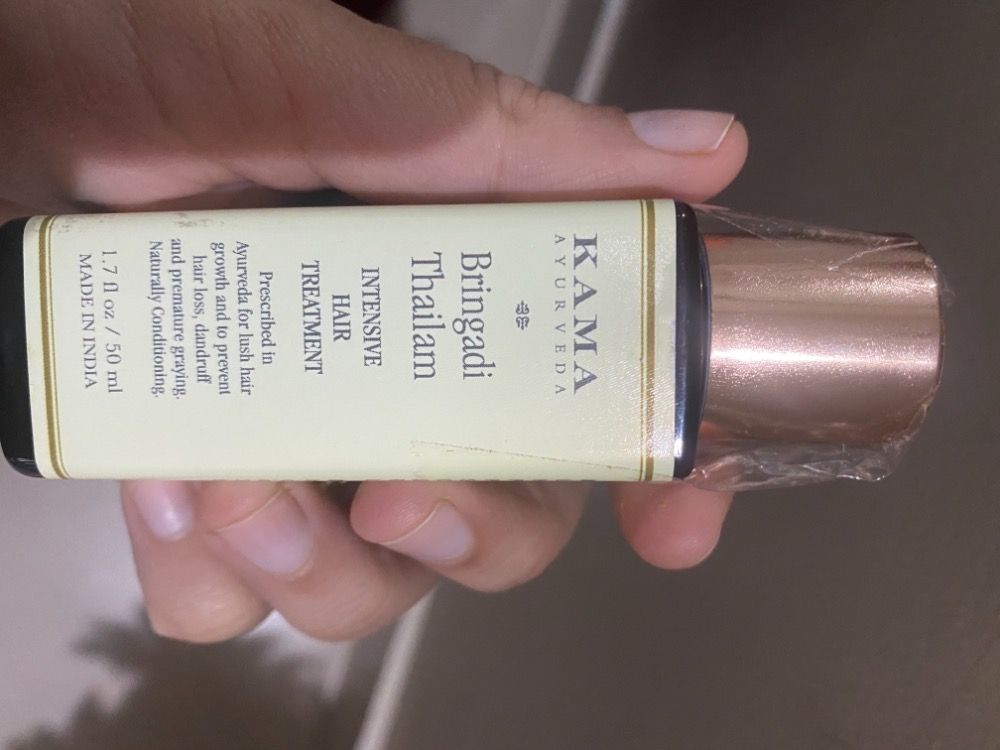 KAMA
AYURVEDA
Bringadi
Thailam
INTENSIVE
HAIR
TREATMENT
Prescribed in
Ayurveda for lush hair
growth and to prevent
hair loss, dandruff
and premature graying.
Naturally Conditioning.
1.7 fl oz / 50 ml
MADE IN INDIA